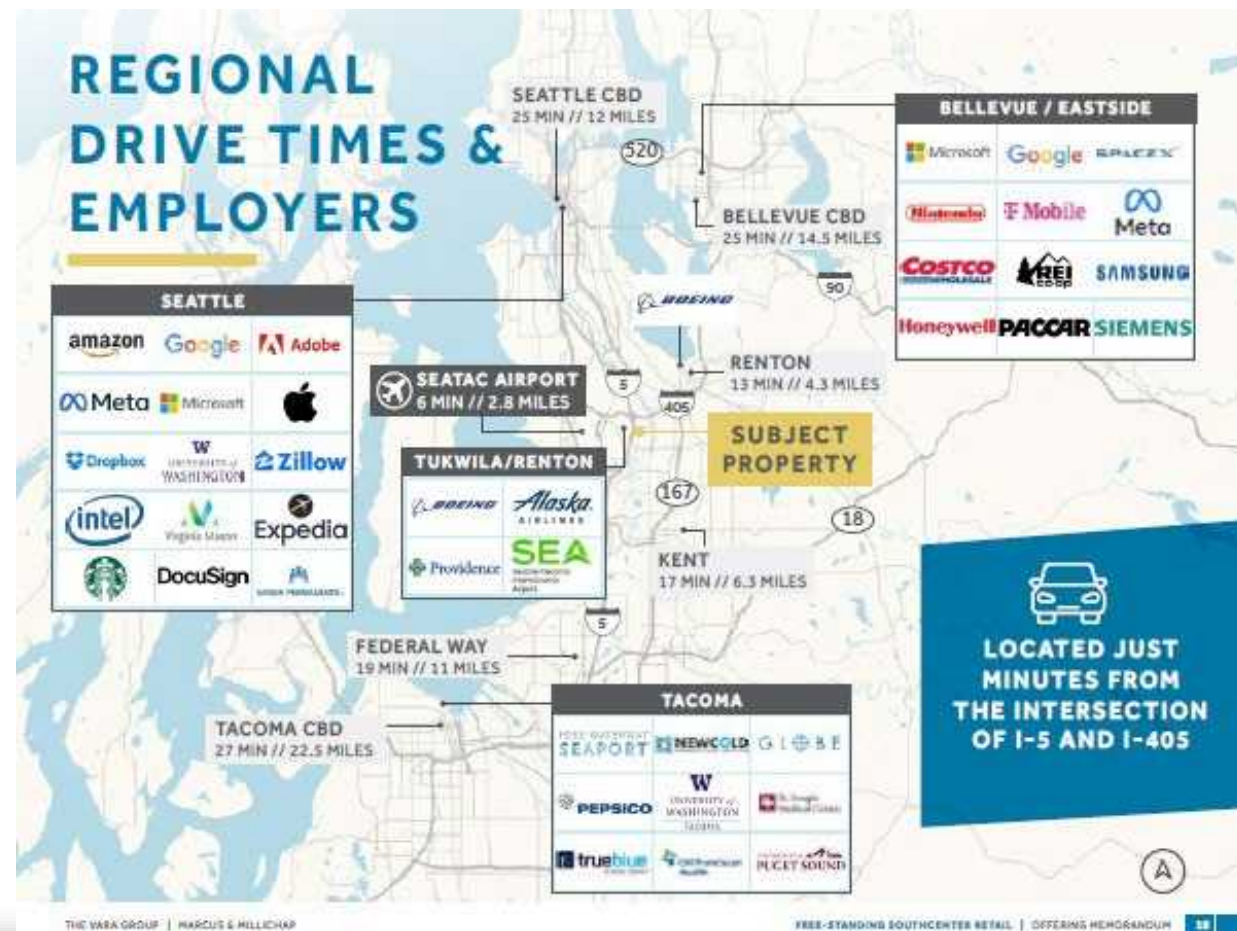 REGIONAL
DRIVE TIMES &
EMPLOYERS
SEATTLE CBD
25 MIN // 12 MILES
520
BELLEVUE CBD
25 MIN // 14.5 MILES
90
BELLEVUE / EASTSIDE
Microsoft Google SPACEX
Nintendo T Mobile Meta
COSTCO WHOLESALE REI CO-OP SAMSUNG
Honeywell PACCAR SIEMENS
SEATTLE
amazon Google Adobe
Meta Microsoft
Dropbox W UNIVERSITY of WASHINGTON Zillow
intel Virginia Mason Expedia
DocuSign
BOEING
RENTON
13 MIN // 4.3 MILES
SEATAC AIRPORT
6 MIN // 2.8 MILES
5
405
SUBJECT
PROPERTY
TUKWILA/RENTON
BOEING Alaska AIRLINES
Providence SEA
167
18
KENT
17 MIN // 6.3 MILES
5
FEDERAL WAY
19 MIN // 11 MILES
TACOMA CBD
27 MIN // 22.5 MILES
TACOMA
SEAPORT NEWCOLD GLOBE
PEPSICO W UNIVERSITY of WASHINGTON TACOMA
trueblue PUGET SOUND
LOCATED JUST
MINUTES FROM
THE INTERSECTION
OF I-5 AND I-405
THE VARA GROUP | MARCUS & MILLICHAP
FREE-STANDING SOUTHCENTER RETAIL | OFFERING MEMORANDUM